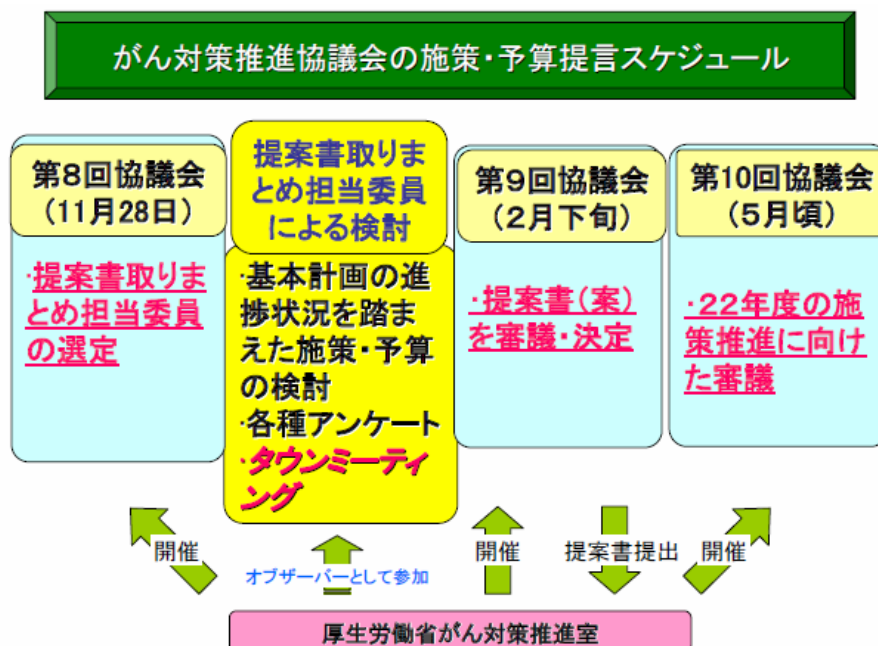 がん対策推進協議会の施策・予算提言スケジュール
第8回協議会
(11月28日)
・提案書取りま
とめ担当委員
の選定
提案書取りま
とめ担当委員
による検討
・基本計画の進
捗状況を踏ま
えた施策・予算
の検討
・各種アンケート
・タウンミーティ
ング
第9回協議会
(2月下旬)
・提案書(案)
を審議・決定
第10回協議会
(5月頃)
・22年度の施
策推進に向け
た審議
開催
オブザーバーとして参加
開催
提案書提出
開催
厚生労働省がん対策推進室